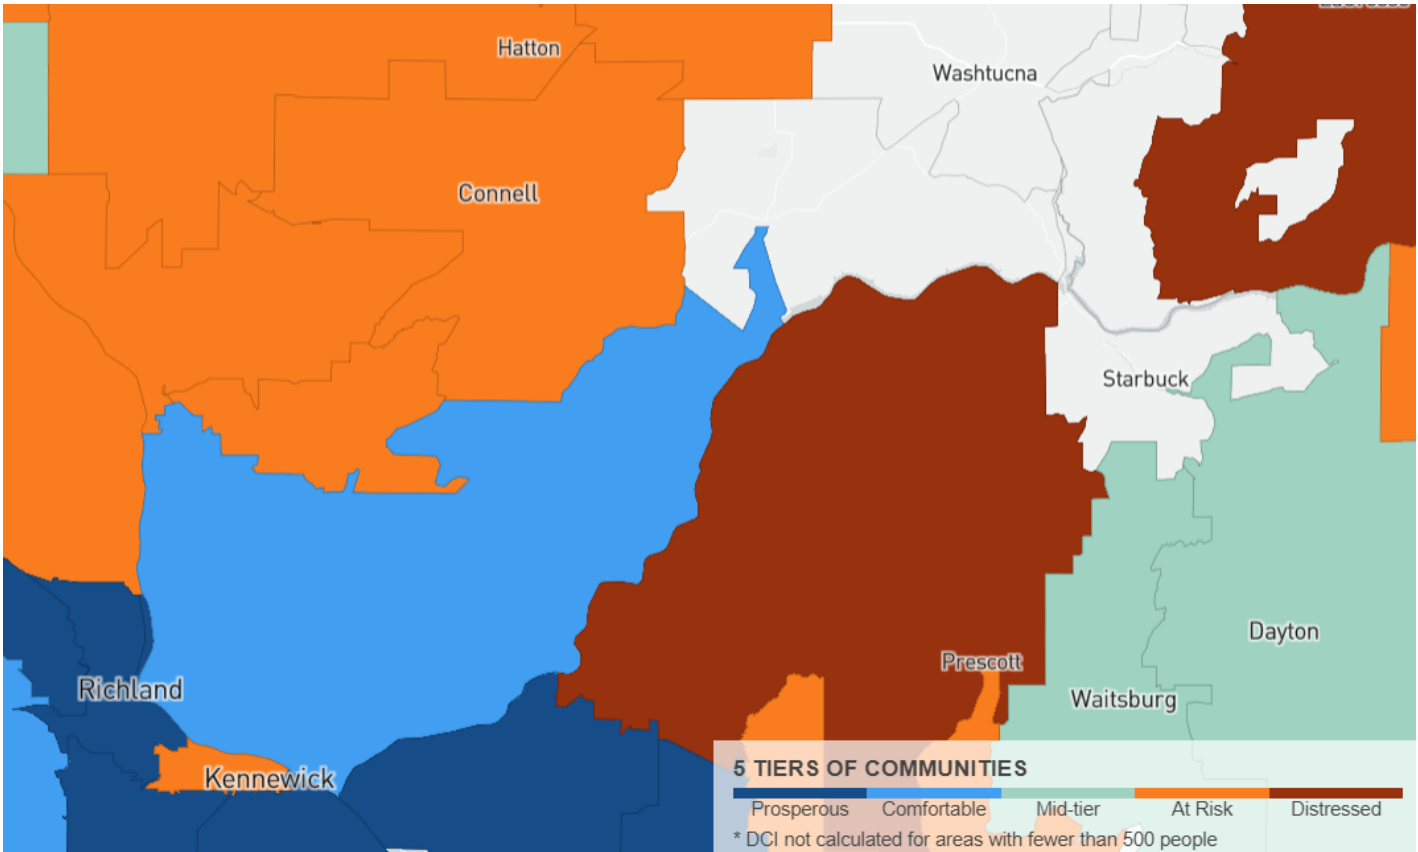 Hatton
Washtucna
Connell
Starbuck
Dayton
Prescott
Richland
Waitsburg
Kennewick
5 TIERS OF COMMUNITIES
Prosperous Comfortable Mid-tier At Risk Distressed
* DCI not calculated for areas with fewer than 500 people